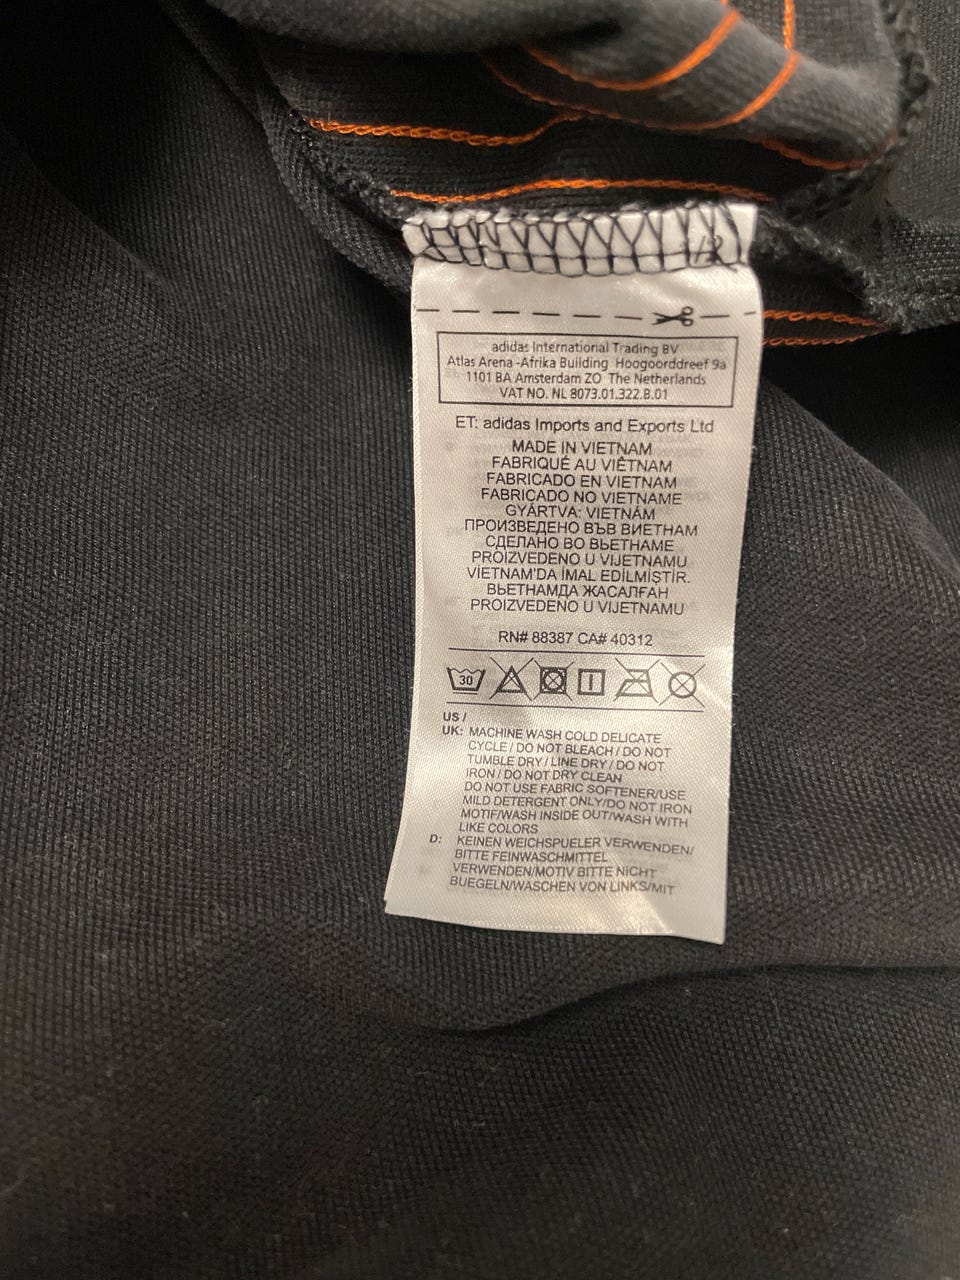 adidas International Trading BV
Atlas Arena -Afrika Building Hoogoorddreef 9a
1101 BA Amsterdam ZO The Netherlands
VAT NO. NL 8073.01.322.B.01
ET: adidas Imports and Exports Ltd
MADE IN VIETNAM
FABRIQUÉ AU VIÊTNAM
FABRICADO EN VIETNAM
FABRICADO NO VIETNAME
GYÁRTVA: VIETNÁM
ПРОИЗВЕДЕНО ВЪВ ВИЕТНАМ
СДЕЛАНО ВО ВЬЕТНАМЕ
PROIZVEDENO U VIJETNAMU
VİETNAM'DA İMAL EDİLMİŞTİR.
ВЬЕТНАМДА ЖАСАЛҒАН
PROIZVEDENO U VIJETNAMU
RN# 88387 CA# 40312
30
US /
UK: MACHINE WASH COLD DELICATE
CYCLE / DO NOT BLEACH / DO NOT
TUMBLE DRY / LINE DRY / DO NOT
IRON / DO NOT DRY CLEAN
DO NOT USE FABRIC SOFTENER/USE
MILD DETERGENT ONLY/DO NOT IRON
MOTIF/WASH INSIDE OUT/WASH WITH
LIKE COLORS
D: KEINEN WEICHSPUELER VERWENDEN/
BITTE FEINWASCHMITTEL
VERWENDEN/MOTIV BITTE NICHT
BUEGELN/WASCHEN VON LINKS/MIT